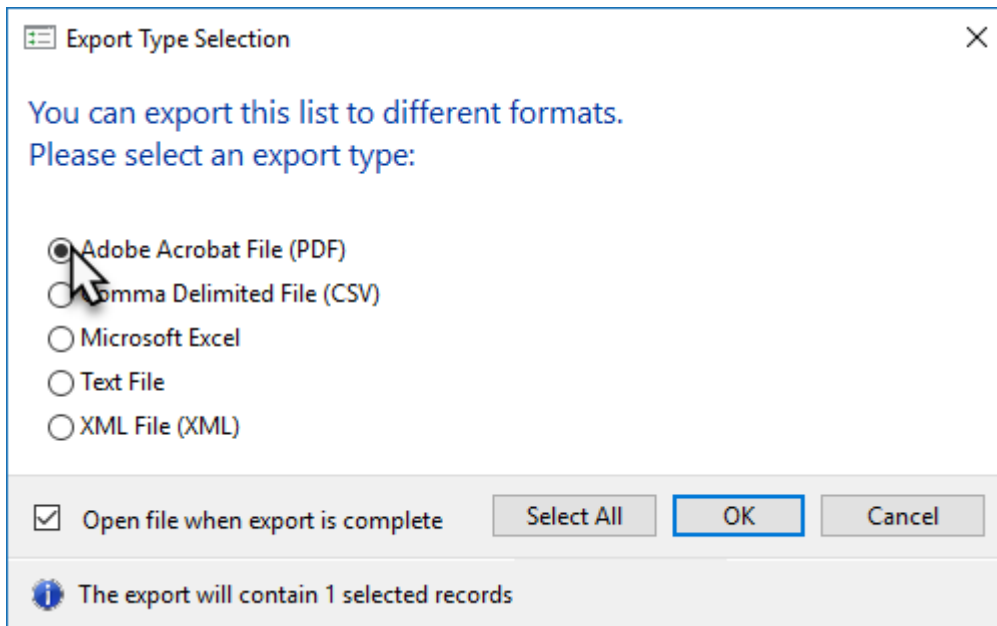 Export Type Selection
You can export this list to different formats.
Please select an export type:
Adobe Acrobat File (PDF)
Comma Delimited File (CSV)
Microsoft Excel
Text File
XML File (XML)
Open file when export is complete
Select All
OK
Cancel
The export will contain 1 selected records